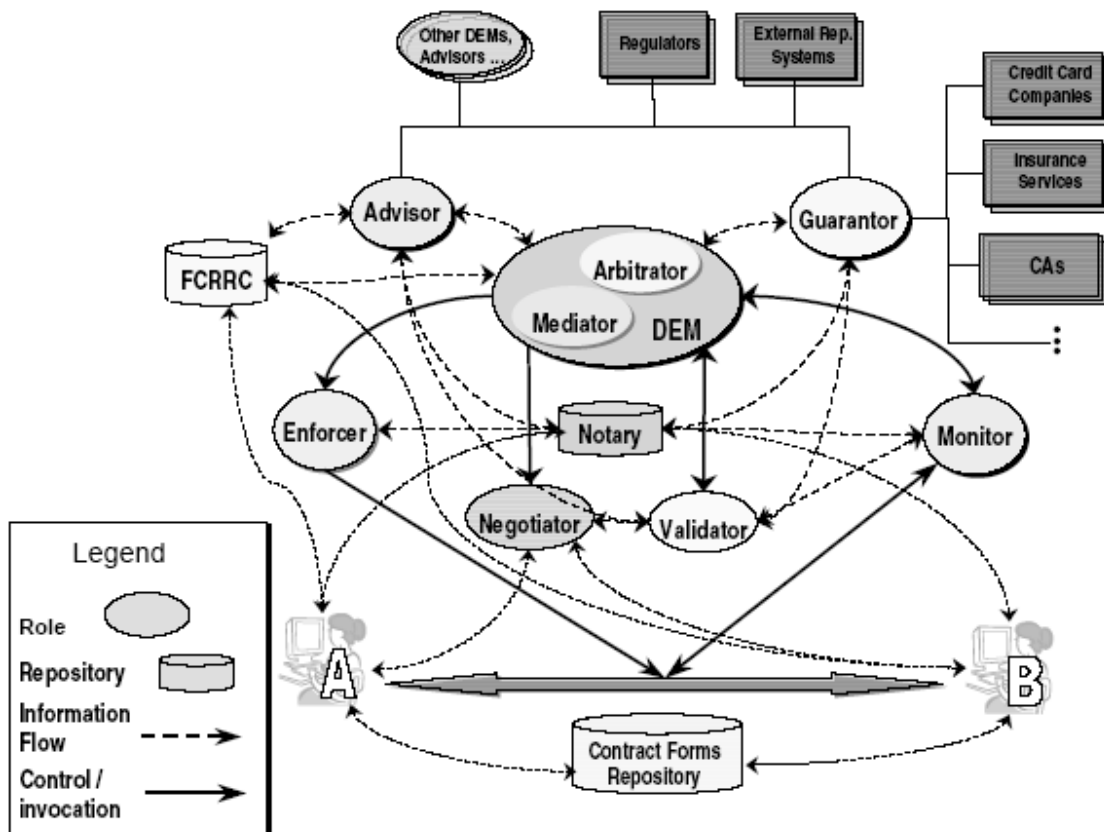 Other DEMs,
Advisors ...
Regulators
External Rep.
Systems
Credit Card
Companies
Insurance
Services
CAs
Advisor
Guarantor
FCRRC
Arbitrator
Mediator
DEM
Enforcer
Notary
Monitor
Negotiator
Validator
Legend
Role
Repository
Information
Flow
Control /
invocation
A
B
Contract Forms
Repository